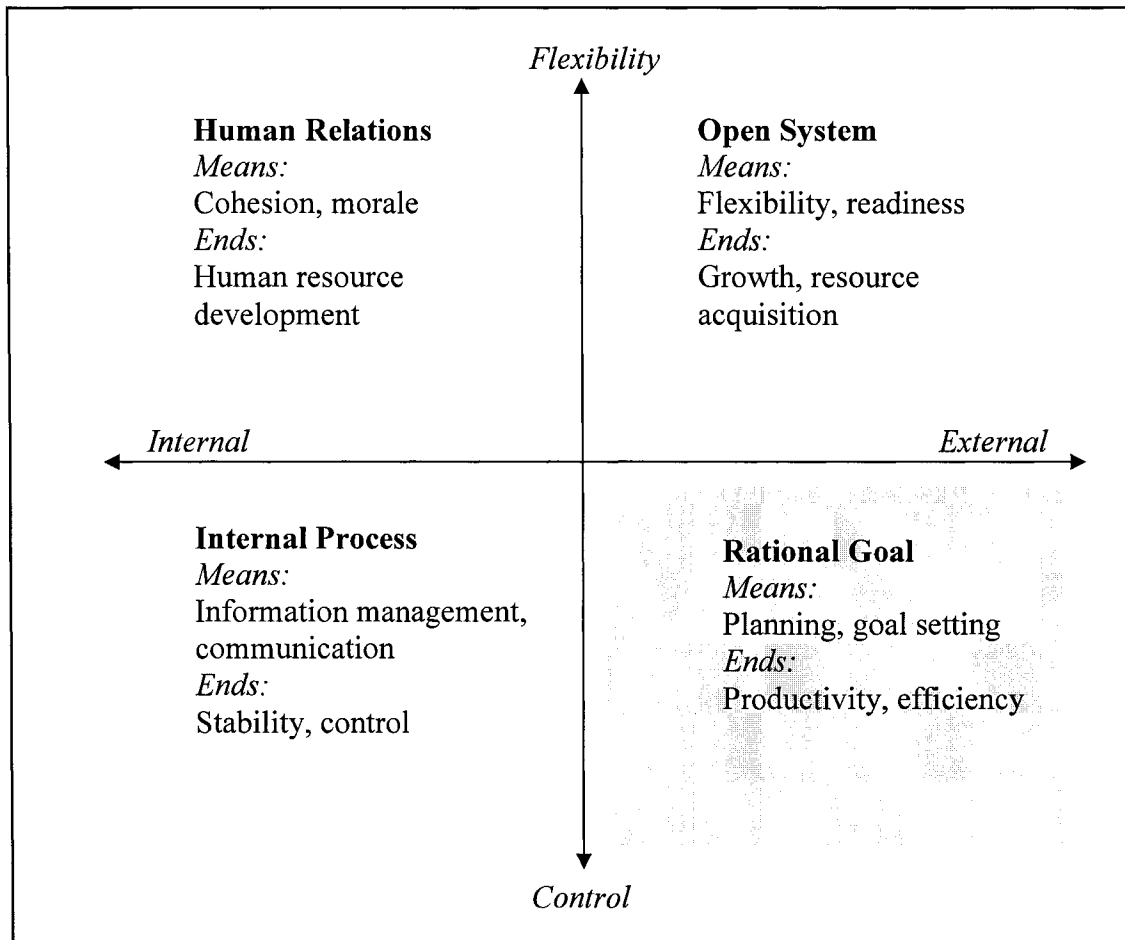 Flexibility
Human Relations
Means:
Cohesion, morale
Ends:
Human resource
development
Open System
Means:
Flexibility, readiness
Ends:
Growth, resource
acquisition
Internal
External
Internal Process
Means:
Information management,
communication
Ends:
Stability, control
Rational Goal
Means:
Planning, goal setting
Ends:
Productivity, efficiency
Control